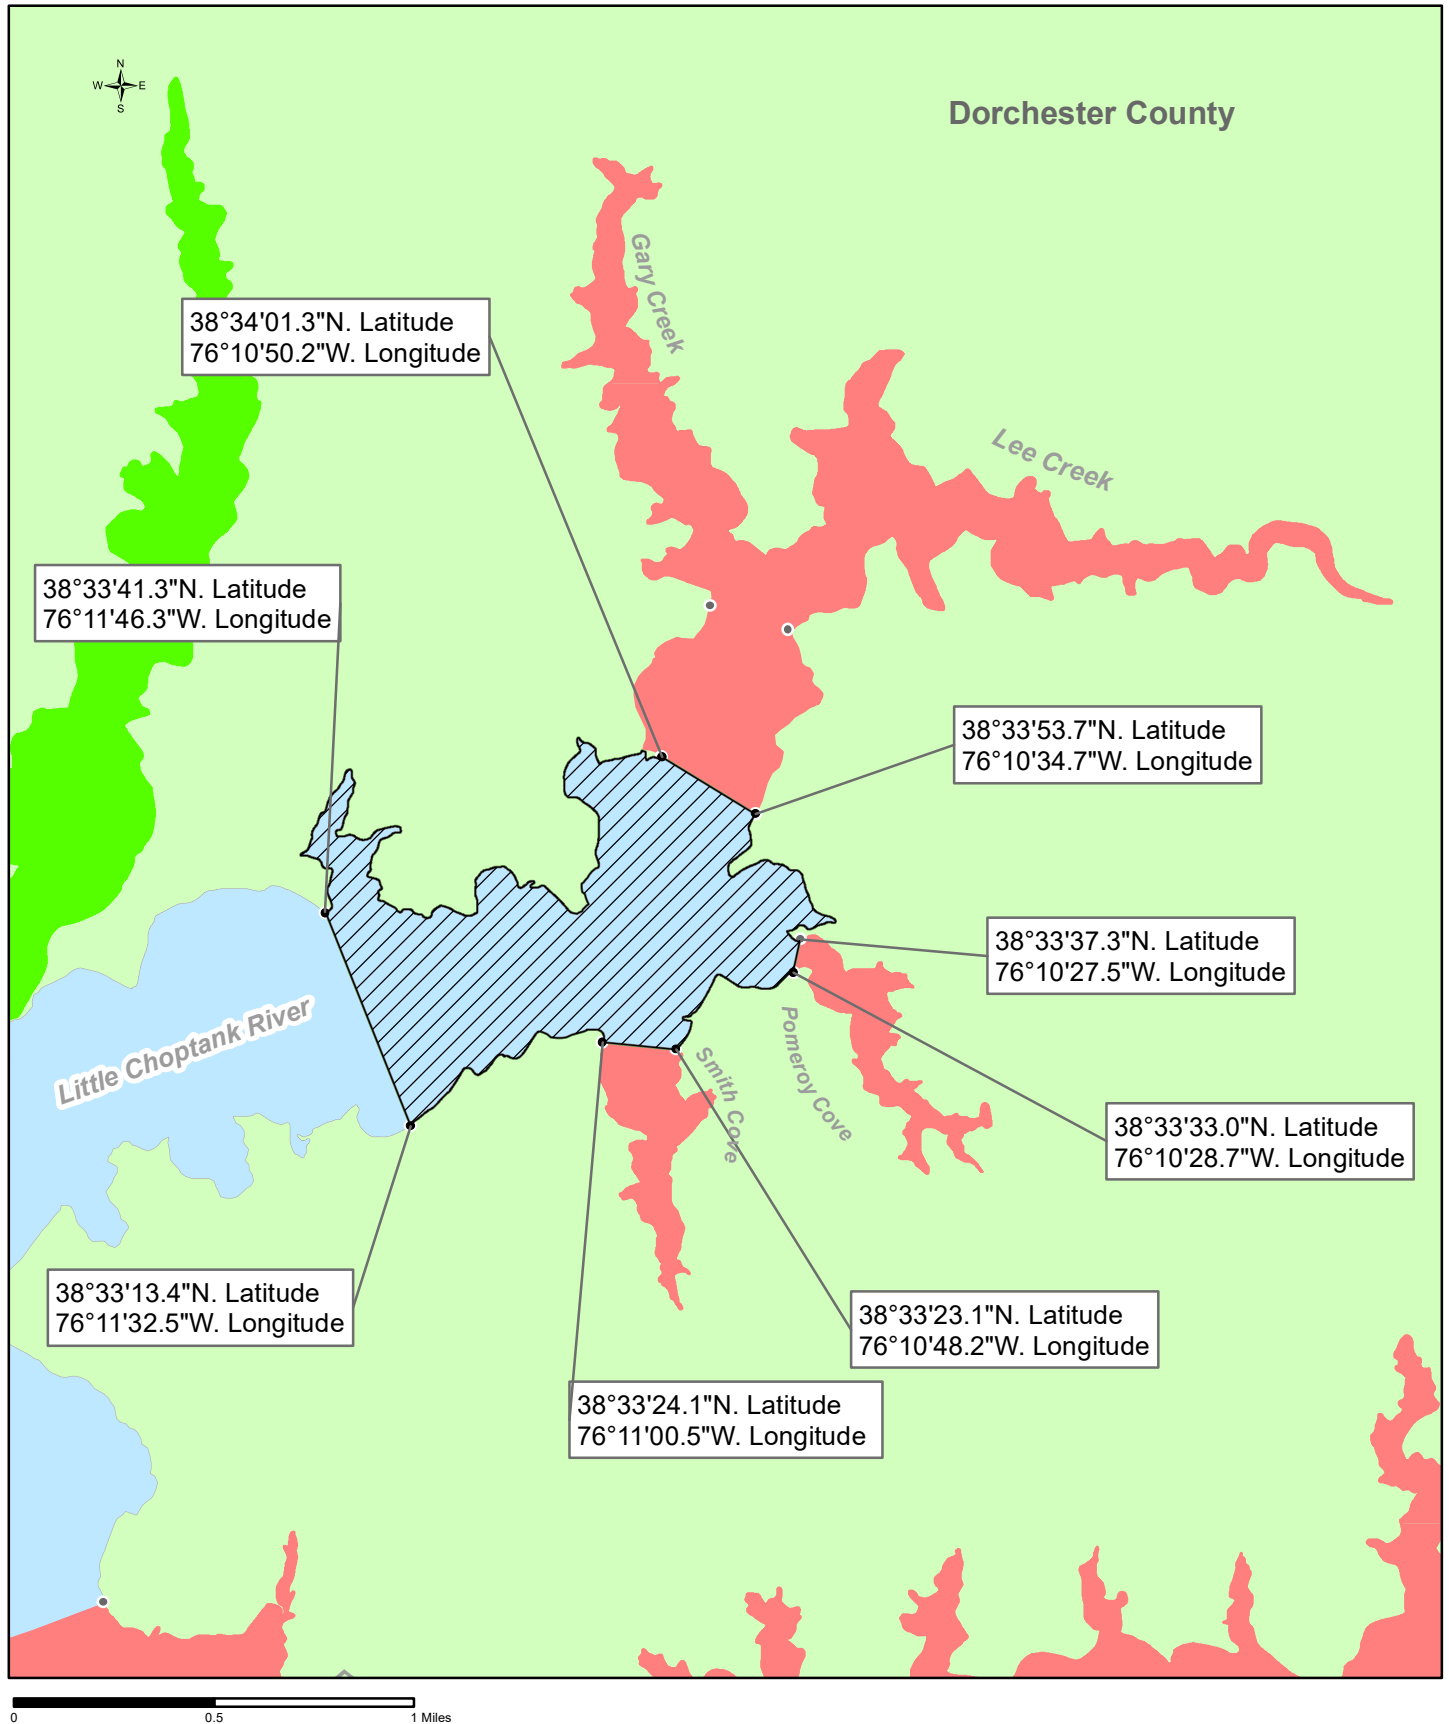 N
W E
S
Dorchester County
Gary Creek
38°34'01.3"N. Latitude
76°10'50.2"W. Longitude
Lee Creek
38°33'41.3"N. Latitude
76°11'46.3"W. Longitude
38°33'53.7"N. Latitude
76°10'34.7"W. Longitude
38°33'37.3"N. Latitude
76°10'27.5"W. Longitude
Little Choptank River
Pomeroy Cove
Smith Cove
38°33'33.0"N. Latitude
76°10'28.7"W. Longitude
38°33'13.4"N. Latitude
76°11'32.5"W. Longitude
38°33'23.1"N. Latitude
76°10'48.2"W. Longitude
38°33'24.1"N. Latitude
76°11'00.5"W. Longitude
0 0.5 1 Miles